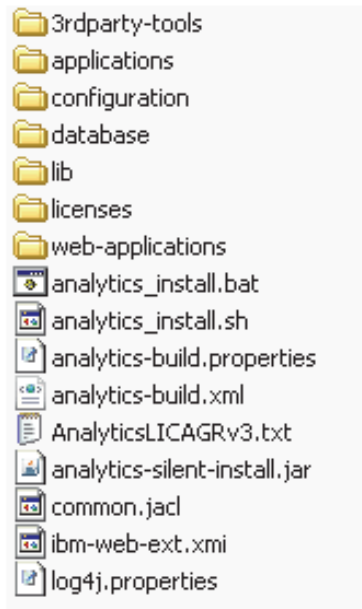 3rdparty-tools
applications
configuration
database
lib
licenses
web-applications
analytics_install.bat
analytics_install.sh
analytics-build.properties
analytics-build.xml
AnalyticsLICAGRv3.txt
analytics-silent-install.jar
common.jacl
ibm-web-ext.xmi
log4j.properties